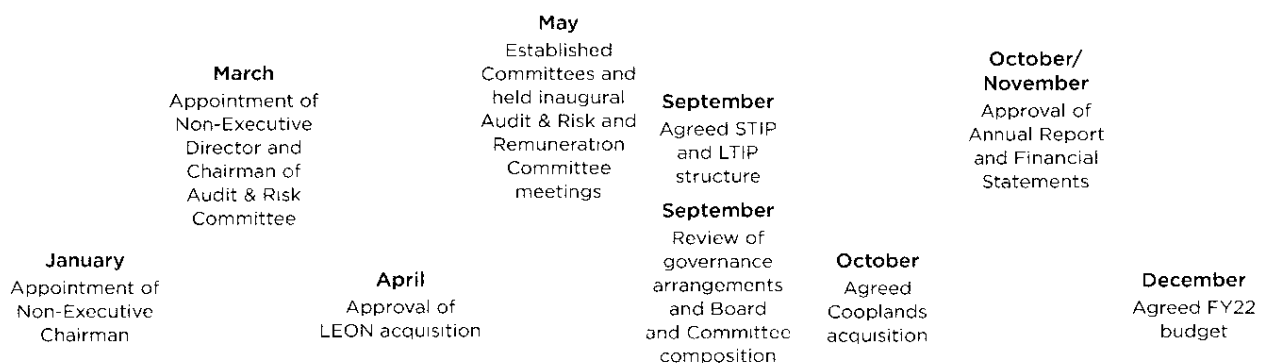 January
Appointment of
Non-Executive
Chairman
March
Appointment of
Non-Executive
Director and
Chairman of
Audit & Risk
Committee
April
Approval of
LEON acquisition
May
Established
Committees and
held inaugural
Audit & Risk and
Remuneration
Committee
meetings
September
Agreed STIP
and LTIP
structure
September
Review of
governance
arrangements
and Board
and Committee
composition
October
Agreed
Cooplands
acquisition
October/
November
Approval of
Annual Report
and Financial
Statements
December
Agreed FY22
budget